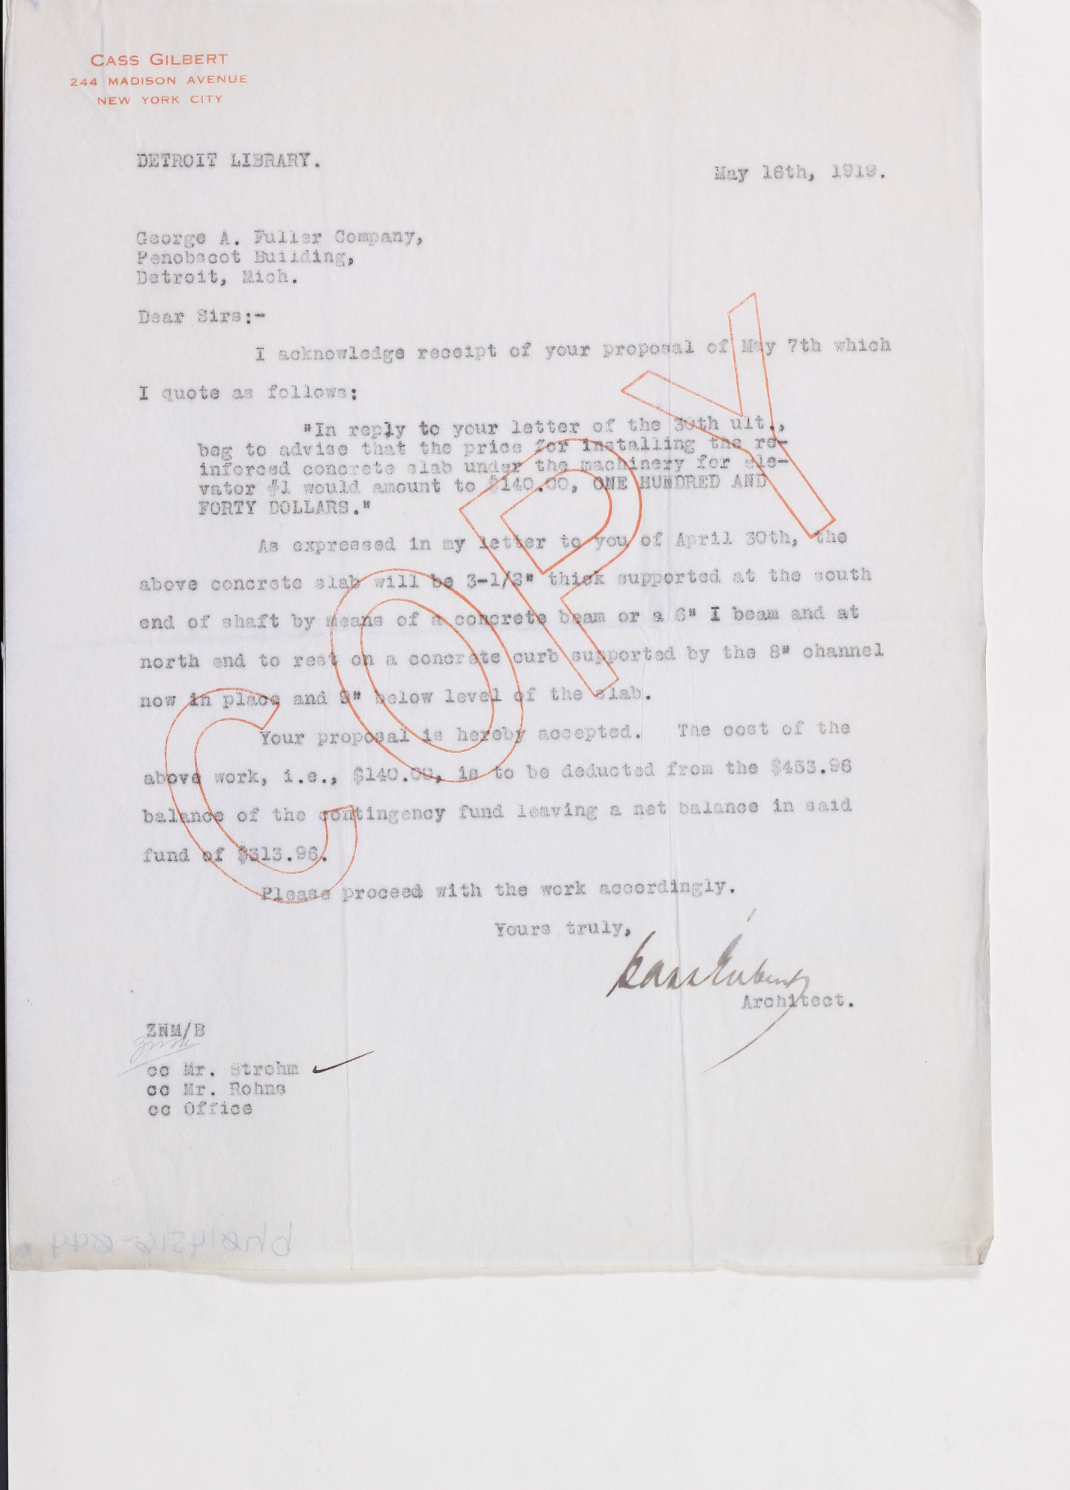 CASS GILBERT
244 MADISON AVENUE
NEW YORK CITY
DETROIT LIBRARY.
May 16th, 1919.
George A. Fuller Company,
Penobscot Building,
Detroit, Mich.
Dear Sirs:-
I acknowledge receipt of your proposal of May 7th which
I quote as follows:
"In reply to your letter of the 30th ult.,
beg to advise that the price for installing the re-
inforced concrete slab under the machinery for ele-
vator #1 would amount to $140.00, ONE HUNDRED AND
FORTY DOLLARS."
As expressed in my letter to you of April 30th, the
above concrete slab will be 3-1/2" thick supported at the south
end of shaft by means of a concrete beam or a 6" I beam and at
north end to rest on a concrete curb supported by the 8" channel
now in place and 9" below level of the slab.
Your proposal is hereby accepted. The cost of the
above work, i.e., $140.00, is to be deducted from the $453.96
balance of the contingency fund leaving a net balance in said
fund of $313.96.
Please proceed with the work accordingly.
Yours truly,
Cass Gilbert
Architect.
ZNM/B
cc Mr. Strohm
cc Mr. Rohns
cc Office
COPY